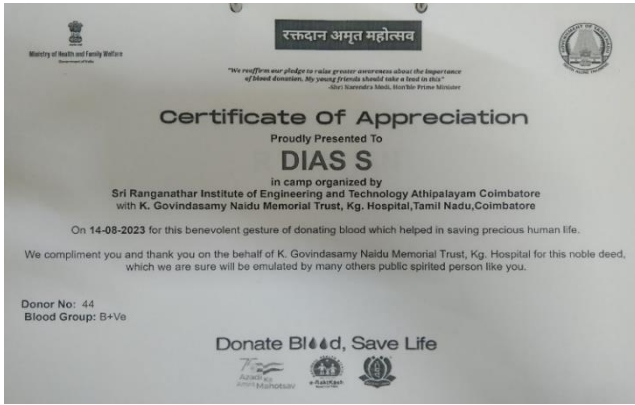 रक्तदान अमृत महोत्सव
Ministry of Health and Family Welfare
Government of India
"We reaffirm our pledge to raise greater awareness about the importance
of blood donation. My young friends should take a lead in this"
-Shri Narendra Modi, Hon'ble Prime Minister
Certificate Of Appreciation
Proudly Presented To
DIAS S
in camp organized by
Sri Ranganathar Institute of Engineering and Technology Athipalayam Coimbatore
with K. Govindasamy Naidu Memorial Trust, Kg. Hospital,Tamil Nadu,Coimbatore
On 14-08-2023 for this benevolent gesture of donating blood which helped in saving precious human life.
We compliment you and thank you on the behalf of K. Govindasamy Naidu Memorial Trust, Kg. Hospital for this noble deed,
which we are sure will be emulated by many others public spirited person like you.
Donor No: 44
Blood Group: B+Ve
Donate Blood, Save Life
Azadi Ka
Amrit Mahotsav
e-RaktKosh